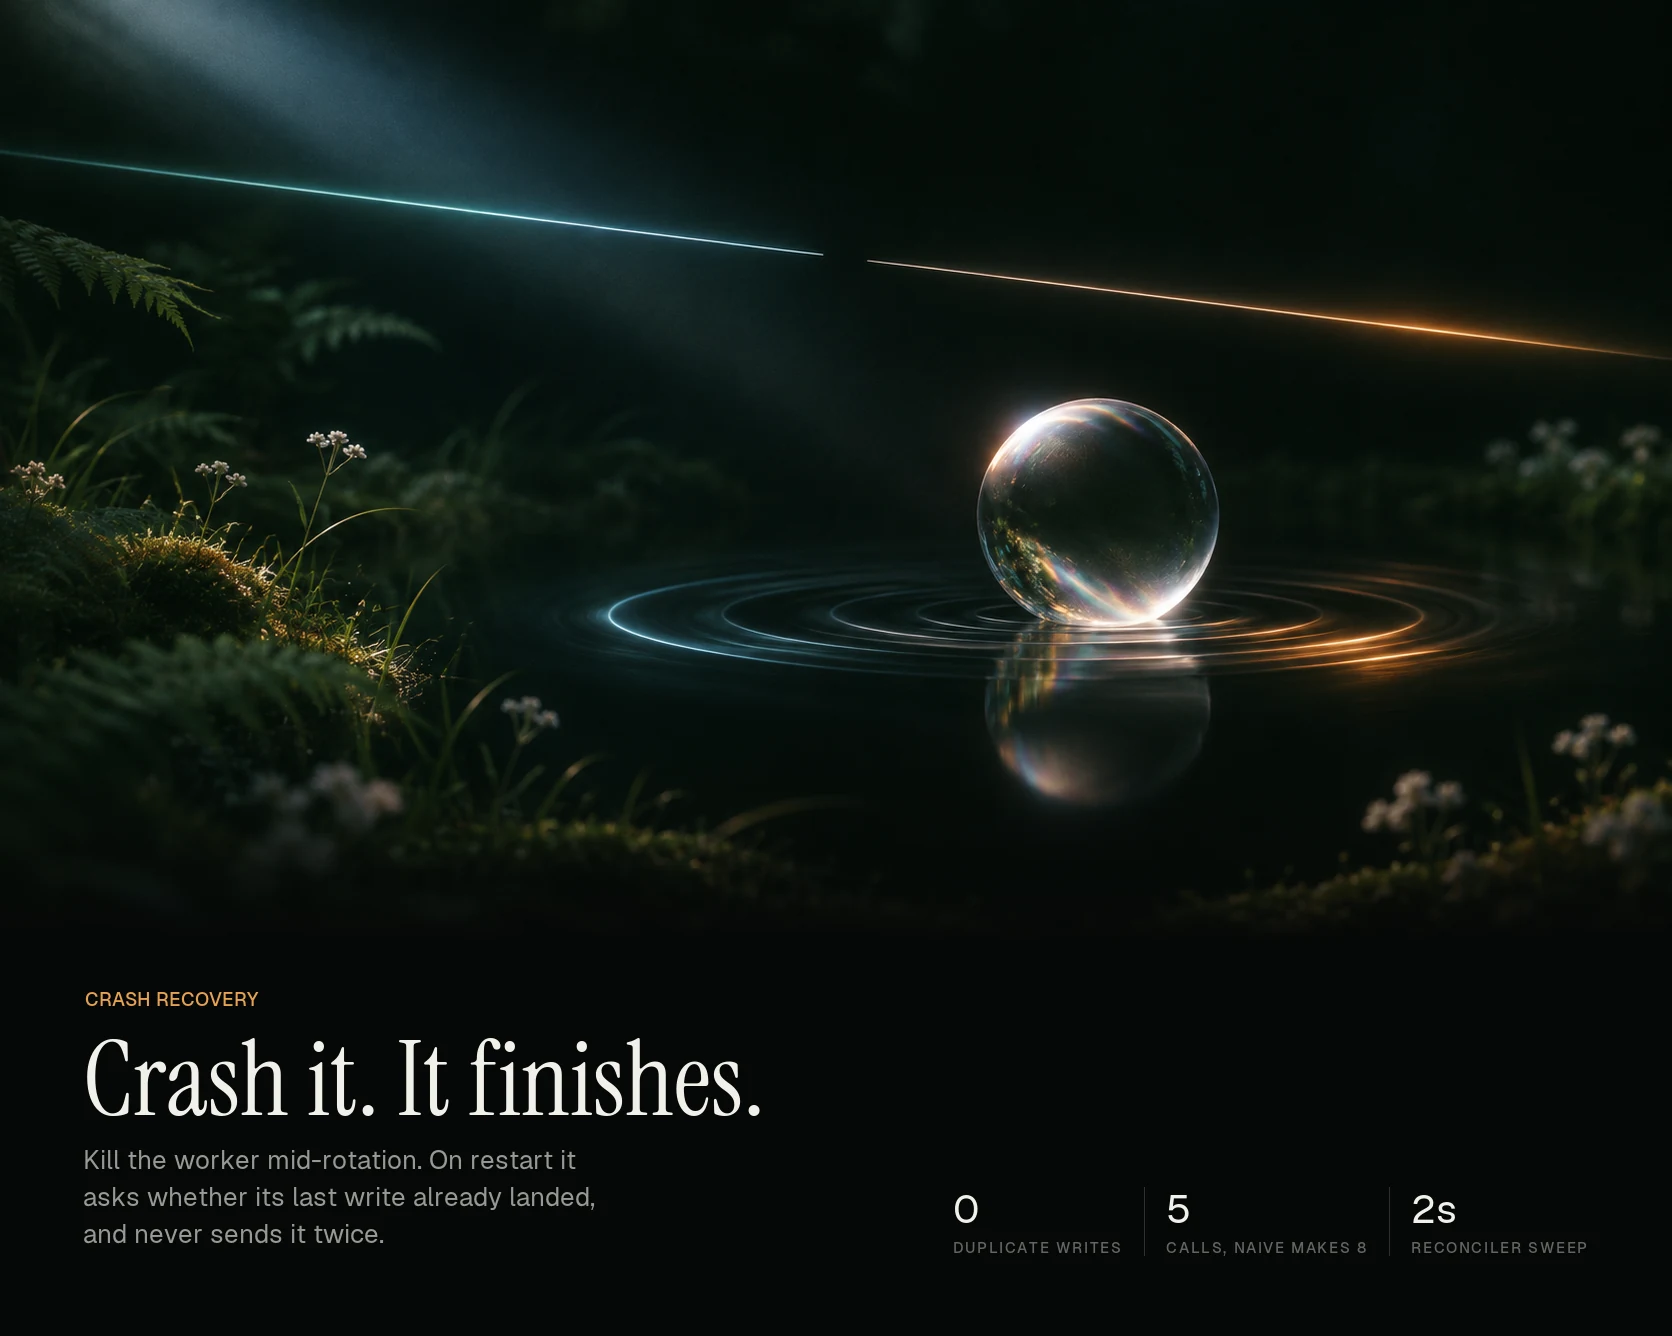 CRASH RECOVERY
Crash it. It finishes.
Kill the worker mid-rotation. On restart it
asks whether its last write already landed,
and never sends it twice.
0
DUPLICATE WRITES
5
CALLS, NAIVE MAKES 8
2s
RECONCILER SWEEP